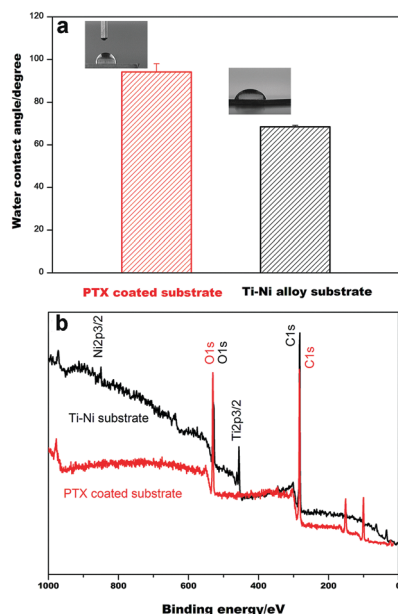 a
120
100
80
60
40
20
0
Water contact angle/degree
PTX coated substrate
Ti-Ni alloy substrate
b
Ni2p3/2
O1s
O1s
Ti2p3/2
C1s
C1s
Ti-Ni substrate
PTX coated substrate
1000
800
600
400
200
0
Binding energy/eV